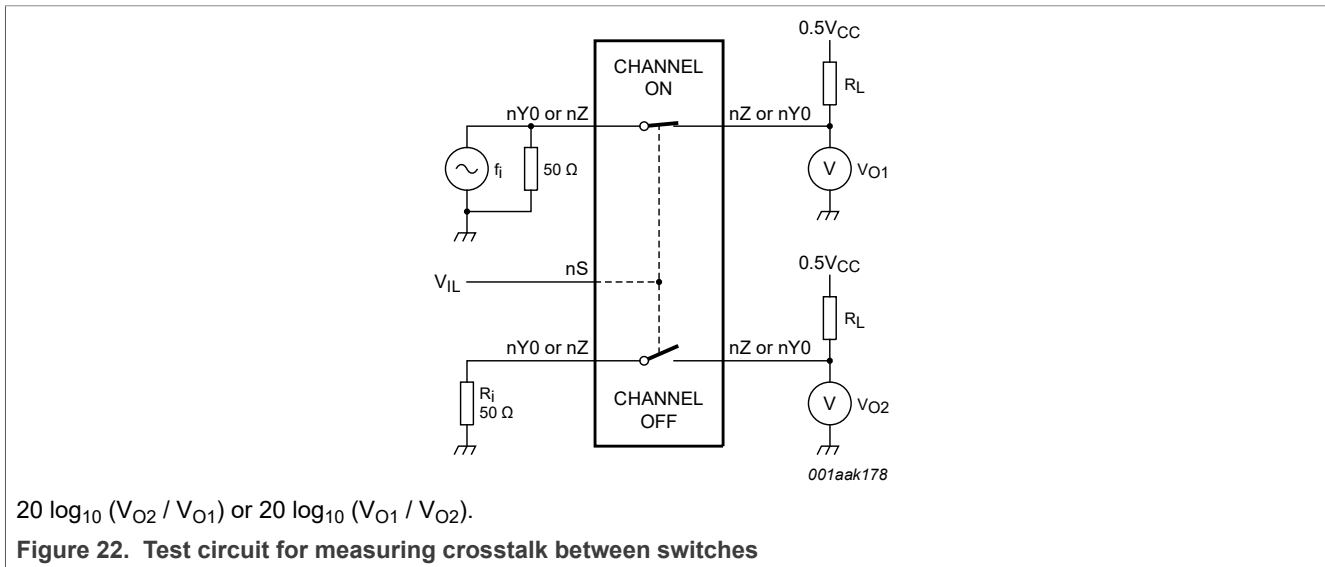 0.5VCC
CHANNEL
ON
RL
nY0 or nZ
nZ or nY0
fi
50 Ω
V
VO1
nS
VIL
0.5VCC
RL
nY0 or nZ
nZ or nY0
Ri
50 Ω
CHANNEL
OFF
V
VO2
001aak178
20 log10 (VO2 / VO1) or 20 log10 (VO1 / VO2).
Figure 22. Test circuit for measuring crosstalk between switches